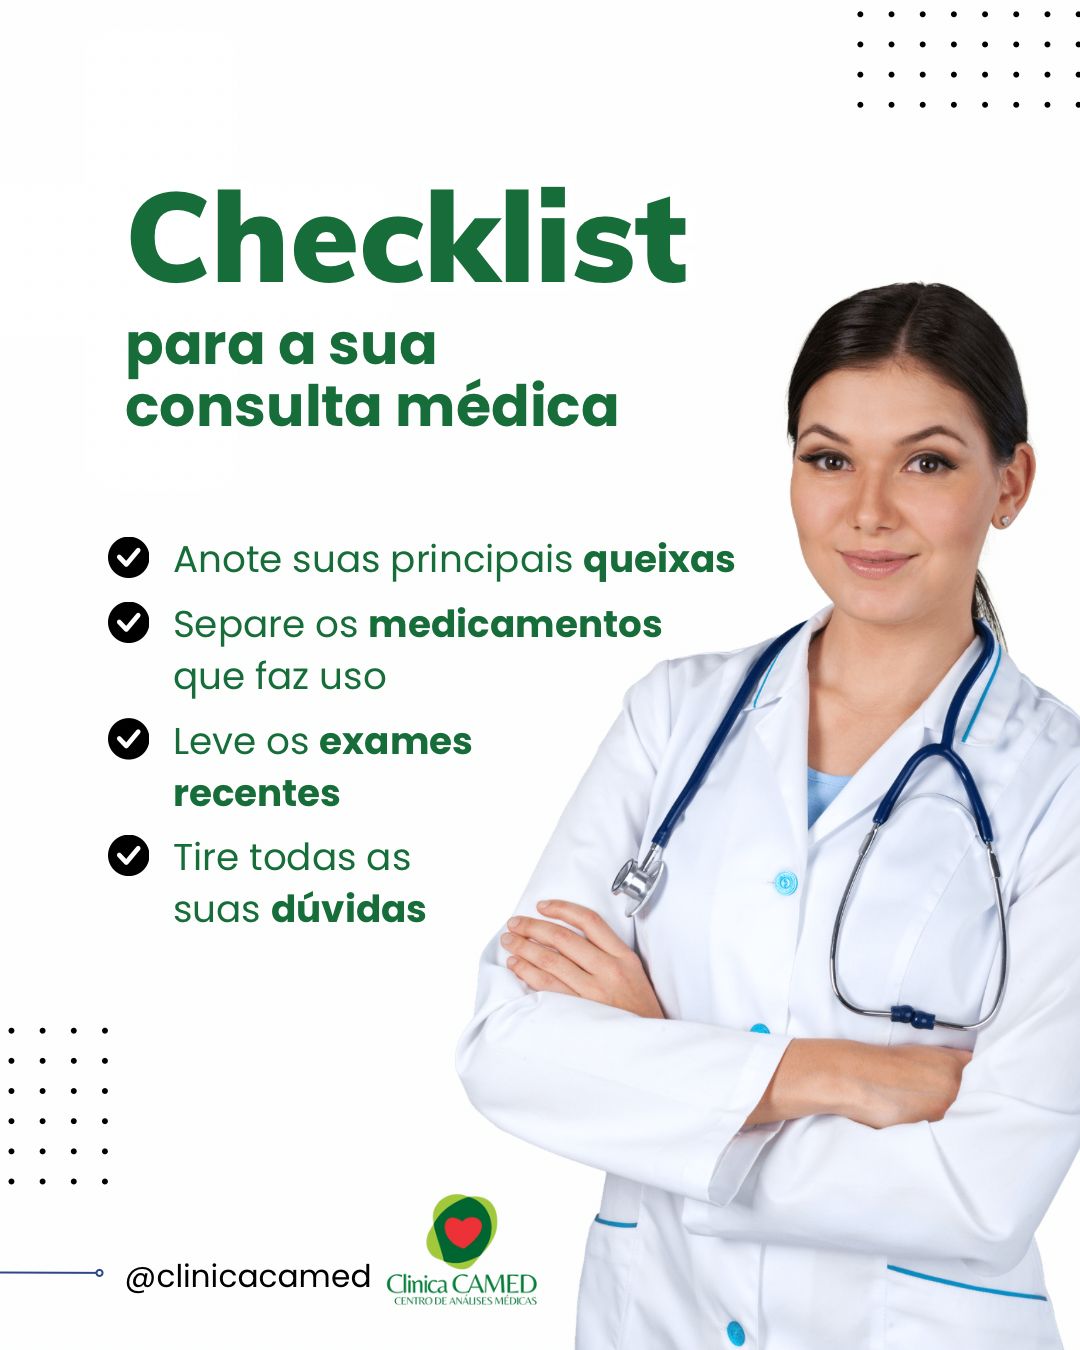 Checklist
para a sua
consulta médica
Anote suas principais queixas
Separe os medicamentos
que faz uso
Leve os exames
recentes
Tire todas as
suas dúvidas
@clinicacamed
Clínica CAMED
CENTRO DE ANÁLISES MÉDICAS